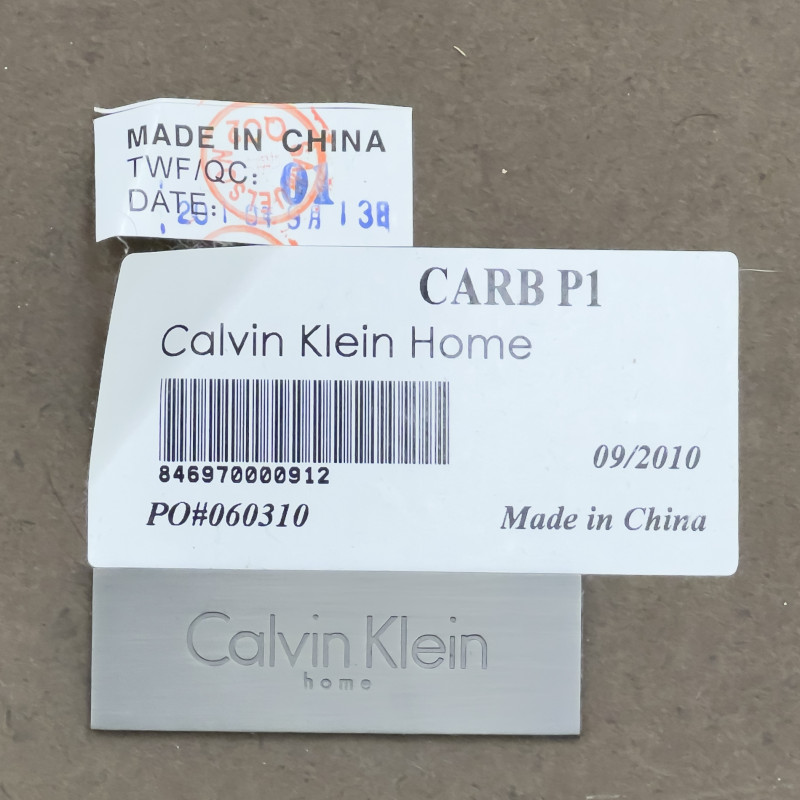 MADE IN CHINA
TWF/QC: 01
DATE:
CARB P1
Calvin Klein Home
846970000912
09/2010
PO#060310
Made in China
Calvin Klein
home